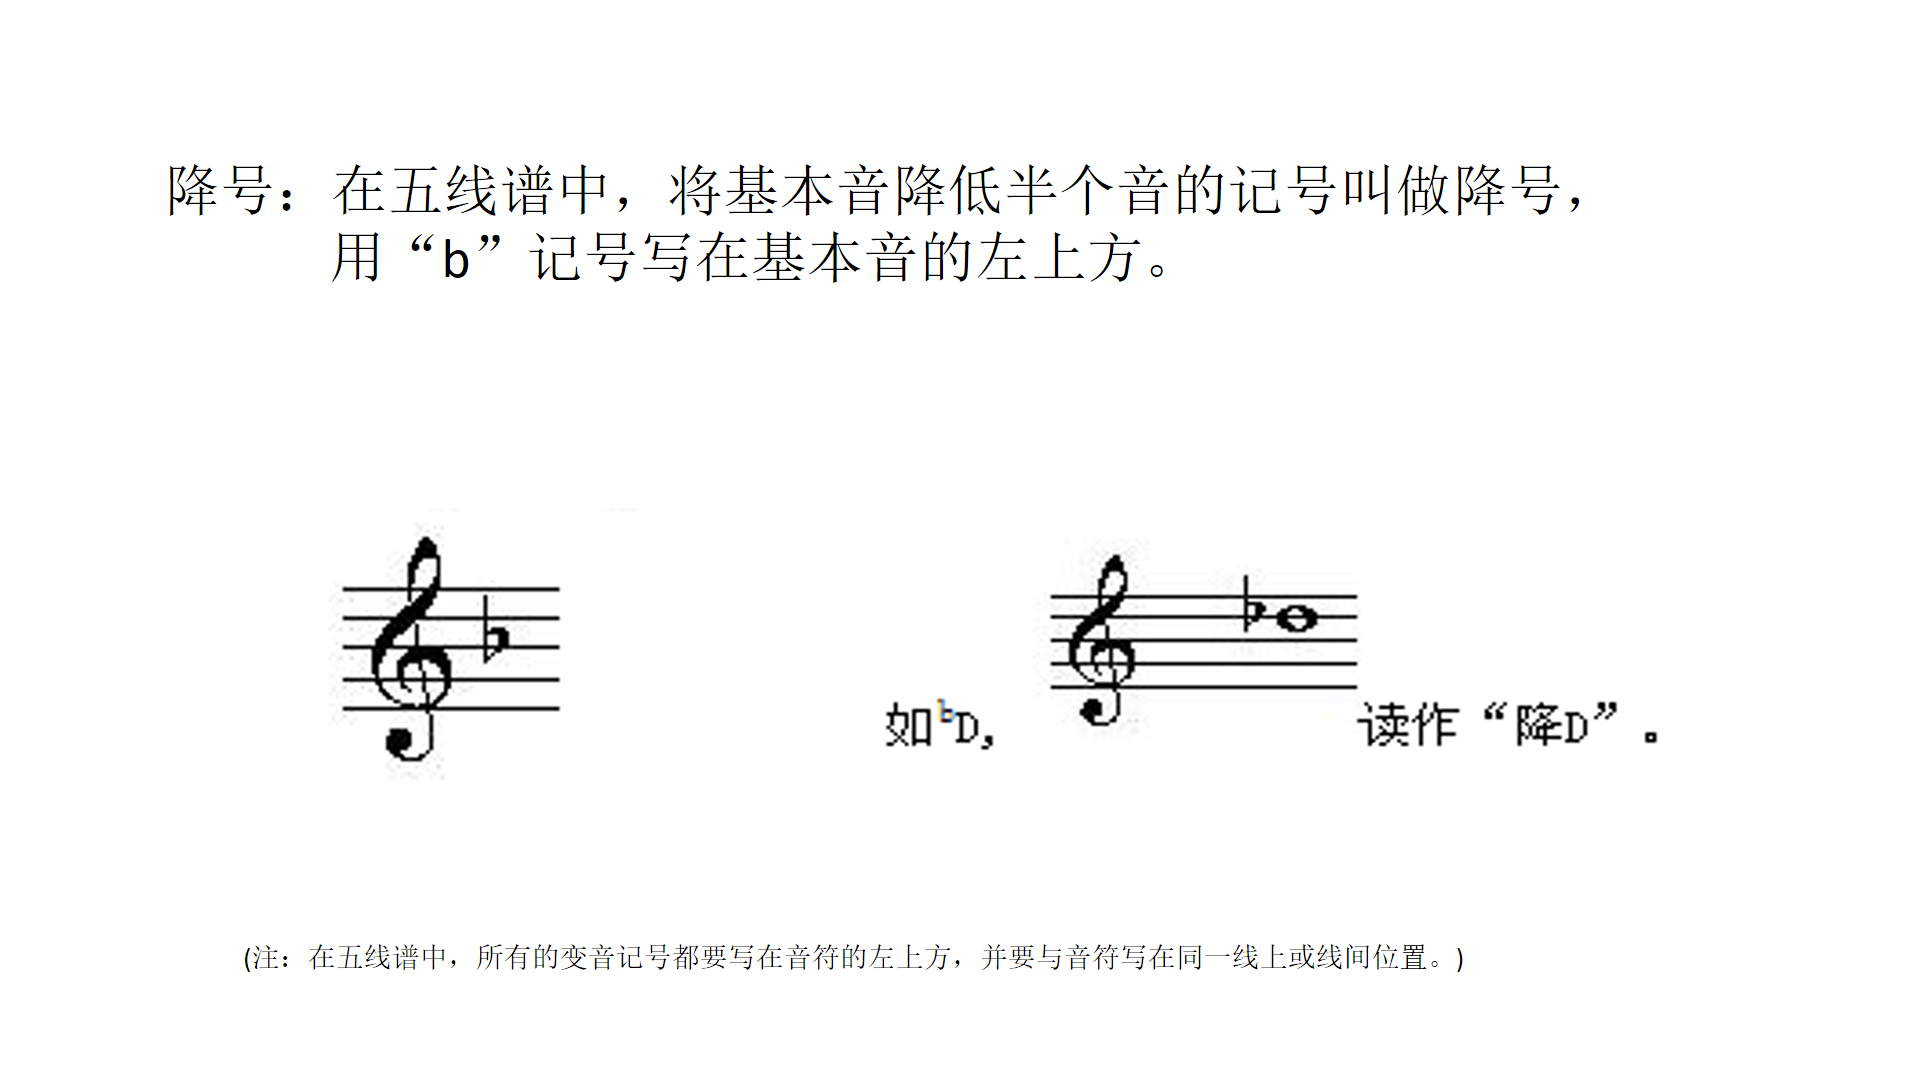 降号：在五线谱中，将基本音降低半个音的记号叫做降号，
用“b”记号写在基本音的左上方。
如bD, 读作“降D”。
(注：在五线谱中，所有的变音记号都要写在音符的左上方，并要与音符写在同一线上或线间位置。)